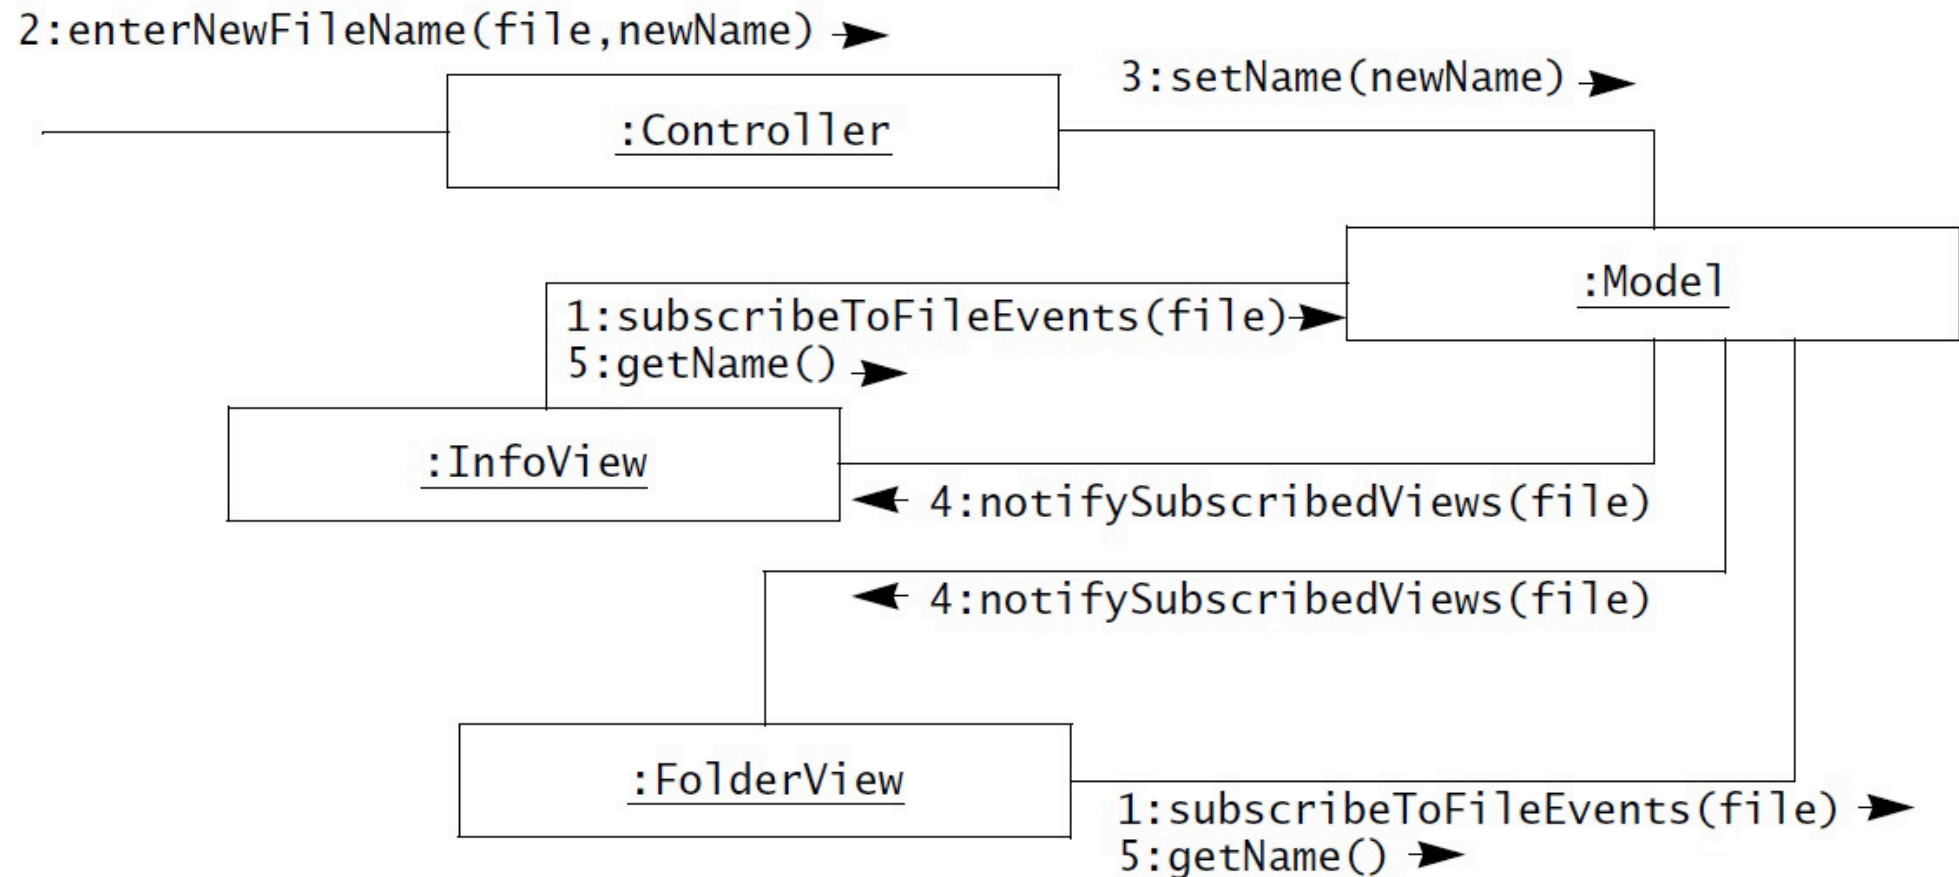 2:enterNewFileName(file,newName)
3:setName(newName)
:Controller
:Model
1:subscribeToFileEvents(file)
5:getName()
:InfoView
4:notifySubscribedViews(file)
4:notifySubscribedViews(file)
:FolderView
1:subscribeToFileEvents(file)
5:getName()